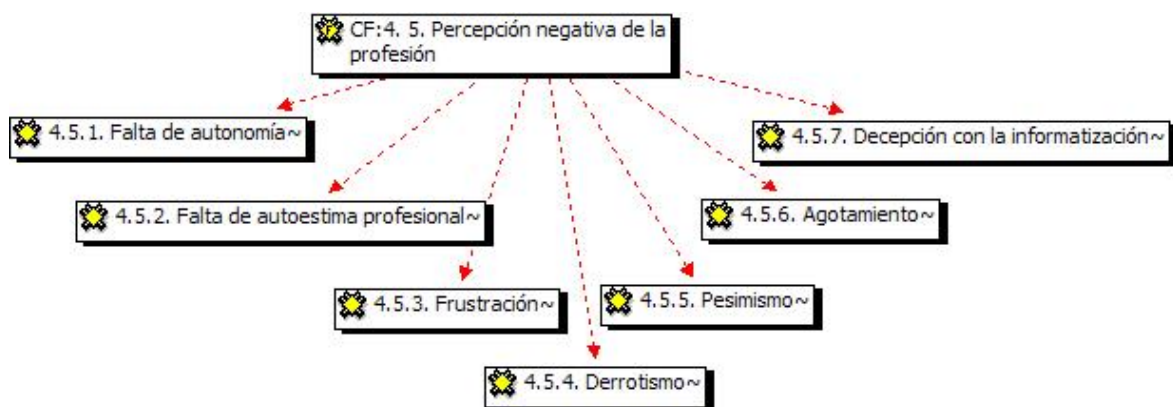 CF:4. 5. Percepción negativa de la
profesión
4.5.1. Falta de autonomía~
4.5.7. Decepción con la informatización~
4.5.2. Falta de autoestima profesional~
4.5.6. Agotamiento~
4.5.3. Frustración~
4.5.5. Pesimismo~
4.5.4. Derrotismo~